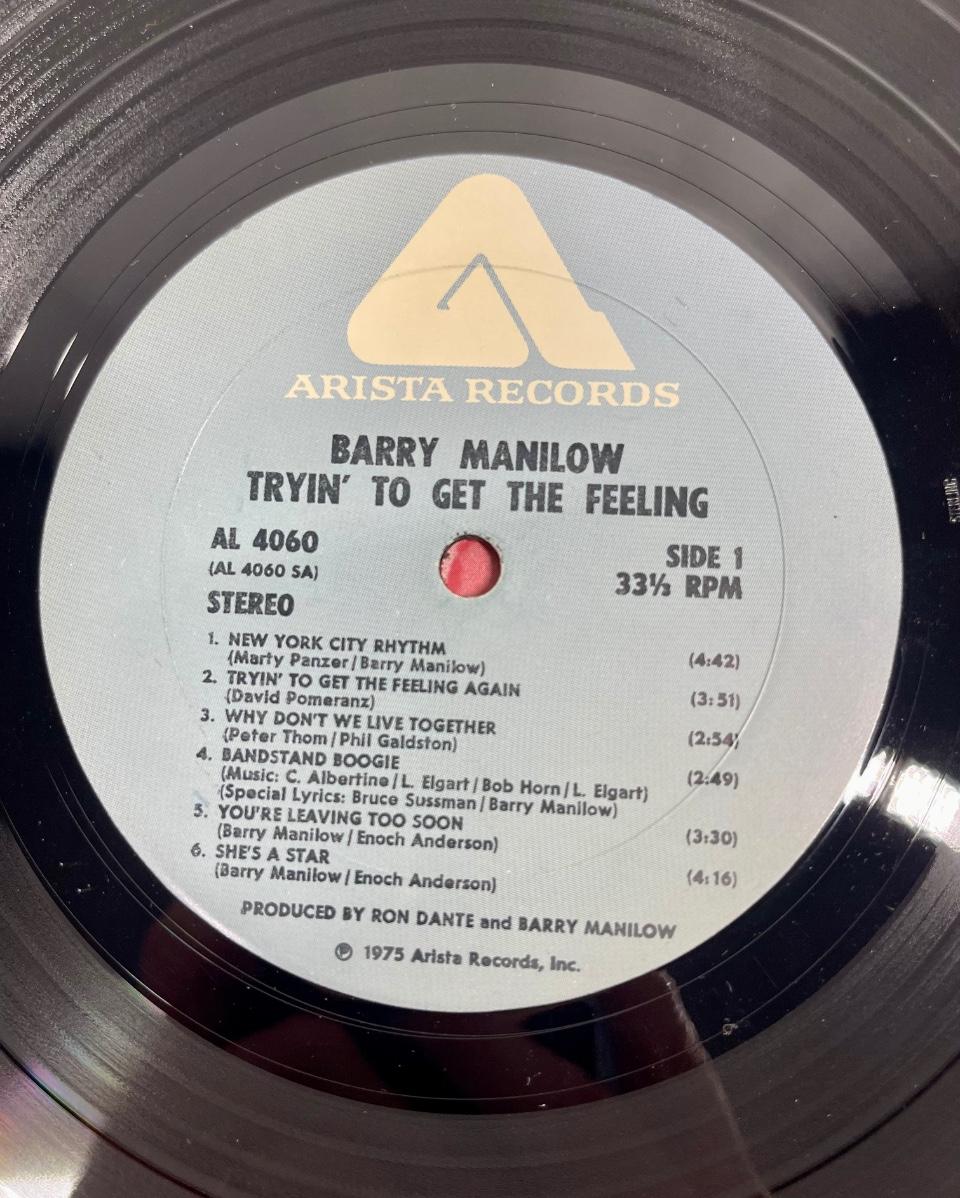 ARISTA RECORDS
BARRY MANILOW
TRYIN' TO GET THE FEELING
AL 4060
(AL 4060 SA)
STEREO
SIDE 1
33⅓ RPM
1. NEW YORK CITY RHYTHM
(Marty Panzer/Barry Manilow) (4:42)
2. TRYIN' TO GET THE FEELING AGAIN
(David Pomeranz) (3:51)
3. WHY DON'T WE LIVE TOGETHER
(Peter Thom/Phil Galdston) (2:54)
4. BANDSTAND BOOGIE
(Music: C. Albertine/L. Elgart/Bob Horn/L. Elgart) (2:49)
(Special Lyrics: Bruce Sussman/Barry Manilow)
5. YOU'RE LEAVING TOO SOON
(Barry Manilow/Enoch Anderson) (3:30)
6. SHE'S A STAR
(Barry Manilow/Enoch Anderson) (4:16)
PRODUCED BY RON DANTE and BARRY MANILOW
℗ 1975 Arista Records, Inc.
STERLING